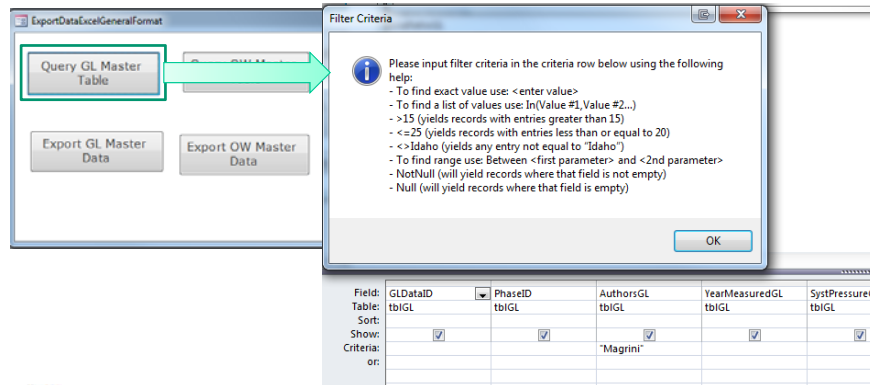 ExportDataExcelGeneralFormat
Query GL Master
Table
Export GL Master
Data
Export OW Master
Data
Filter Criteria
Please input filter criteria in the criteria row below using the following
help:
- To find exact value use: <enter value>
- To find a list of values use: In(Value #1,Value #2...)
- >15 (yields records with entries greater than 15)
- <=25 (yields records with entries less than or equal to 20)
- <>Idaho (yields any entry not equal to "Idaho")
- To find range use: Between <first parameter> and <2nd parameter>
- NotNull (will yield records where that field is not empty)
- Null (will yield records where that field is empty)
OK
Field: GLDataID PhaseID AuthorsGL YearMeasuredGL SystPressure
Table: tblGL tblGL tblGL tblGL tblGL
Sort:
Show:
Criteria: "Magrini"
or: